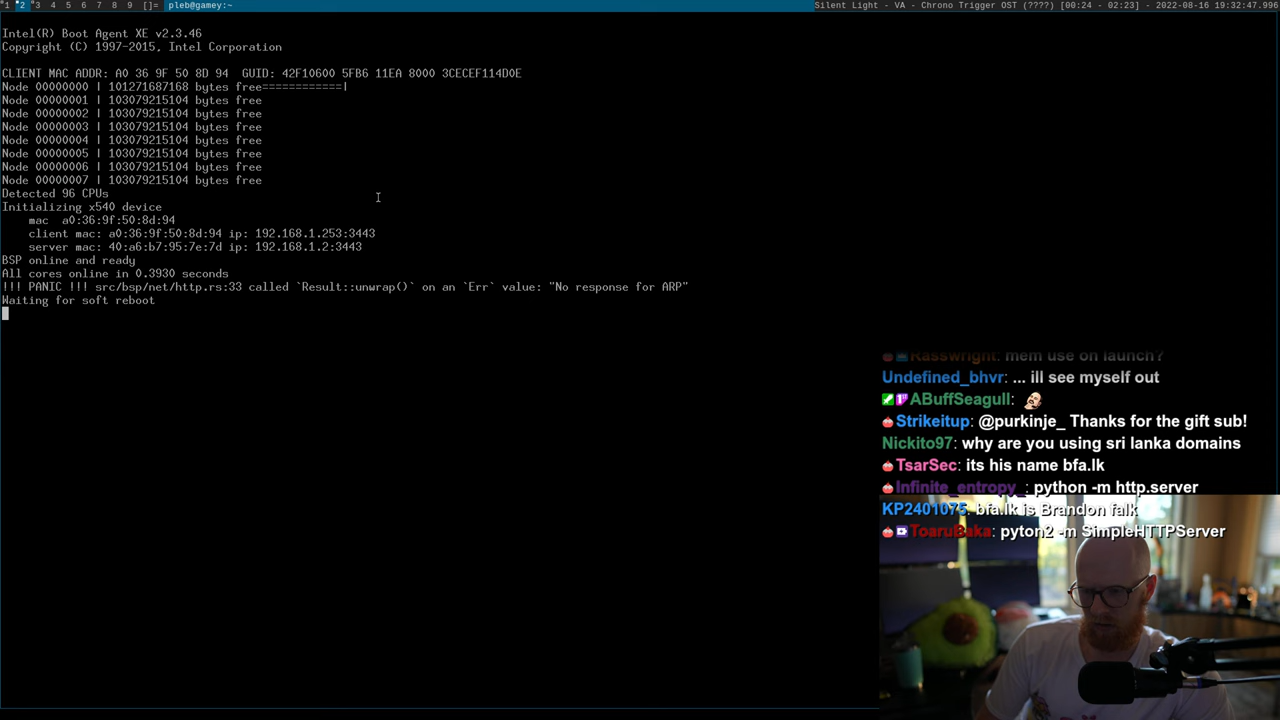 1 2 3 4 5 6 7 8 9 []= pleb@gamey:~ Silent Light - VA - Chrono Trigger OST (????) [00:24 - 02:23] - 2022-08-16 19:32:47.996
Intel(R) Boot Agent XE v2.3.46
Copyright (C) 1997-2015, Intel Corporation
CLIENT MAC ADDR: A0 36 9F 50 8D 94  GUID: 42F10600 5FB6 11EA 8000 3CECEF114D0E
Node 00000000 | 101271687168 bytes free============|
Node 00000001 | 103079215104 bytes free
Node 00000002 | 103079215104 bytes free
Node 00000003 | 103079215104 bytes free
Node 00000004 | 103079215104 bytes free
Node 00000005 | 103079215104 bytes free
Node 00000006 | 103079215104 bytes free
Node 00000007 | 103079215104 bytes free
Detected 96 CPUs
Initializing x540 device
mac  a0:36:9f:50:8d:94
client mac: a0:36:9f:50:8d:94 ip: 192.168.1.253:3443
server mac: 40:a6:b7:95:7e:7d ip: 192.168.1.2:3443
BSP online and ready
All cores online in 0.3930 seconds
!!! PANIC !!! src/bsp/net/http.rs:33 called `Result::unwrap()` on an `Err` value: "No response for ARP"
Waiting for soft reboot
Rasswright: mem use on launch?
Undefined_bhvr: ... ill see myself out
ABuffSeagull:
Strikeitup: @purkinje_ Thanks for the gift sub!
Nickito97: why are you using sri lanka domains
TsarSec: its his name bfa.lk
Infinite_entropy_: python -m http.server
KP2401075: bfa.lk is Brandon falk
ToaruBaka: pyton2 -m SimpleHTTPServer